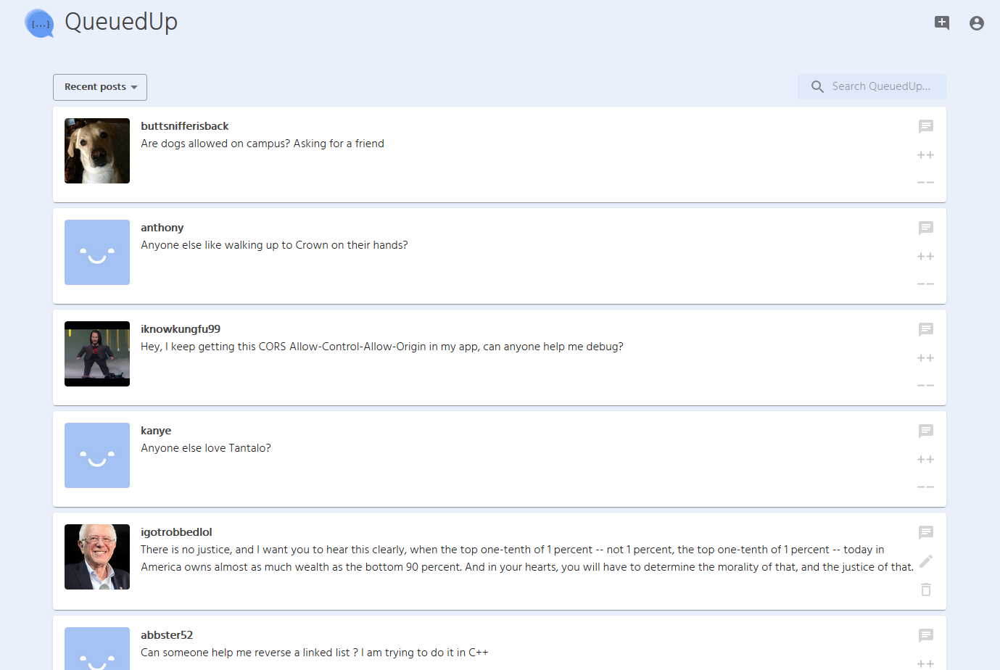 {...}
QueuedUp
Recent posts
Search QueuedUp...
buttsnifferisback
Are dogs allowed on campus? Asking for a friend
++
--
anthony
Anyone else like walking up to Crown on their hands?
++
--
iknowkungfu99
Hey, I keep getting this CORS Allow-Control-Allow-Origin in my app, can anyone help me debug?
++
--
kanye
Anyone else love Tantalo?
++
--
igotrobbedlol
There is no justice, and I want you to hear this clearly, when the top one-tenth of 1 percent -- not 1 percent, the top one-tenth of 1 percent -- today in
America owns almost as much wealth as the bottom 90 percent. And in your hearts, you will have to determine the morality of that, and the justice of that.
abbster52
Can someone help me reverse a linked list ? I am trying to do it in C++
++